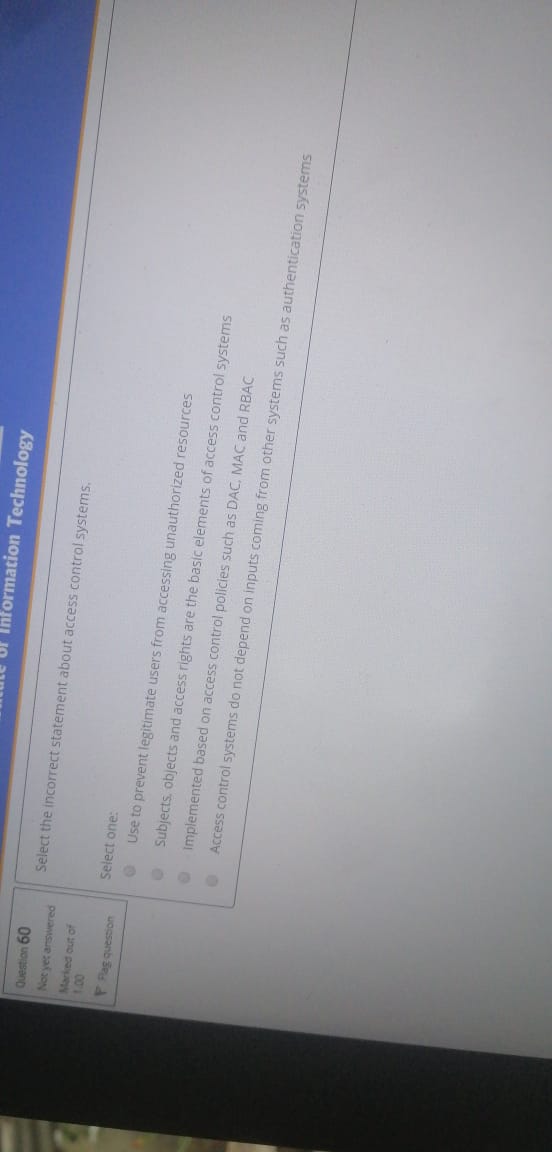 Information Technology
Question 60
Not yet answered
Marked out of
1.00
Flag question
Select the incorrect statement about access control systems.
Select one:
Use to prevent legitimate users from accessing unauthorized resources
Subjects, objects and access rights are the basic elements of access control systems
Implemented based on access control policies such as DAC, MAC and RBAC
Access control systems do not depend on inputs coming from other systems such as authentication systems